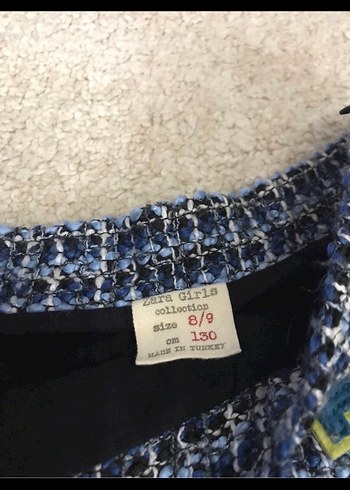 Zara Girls
collection
size 8/9
cm 130
MADE IN TURKEY